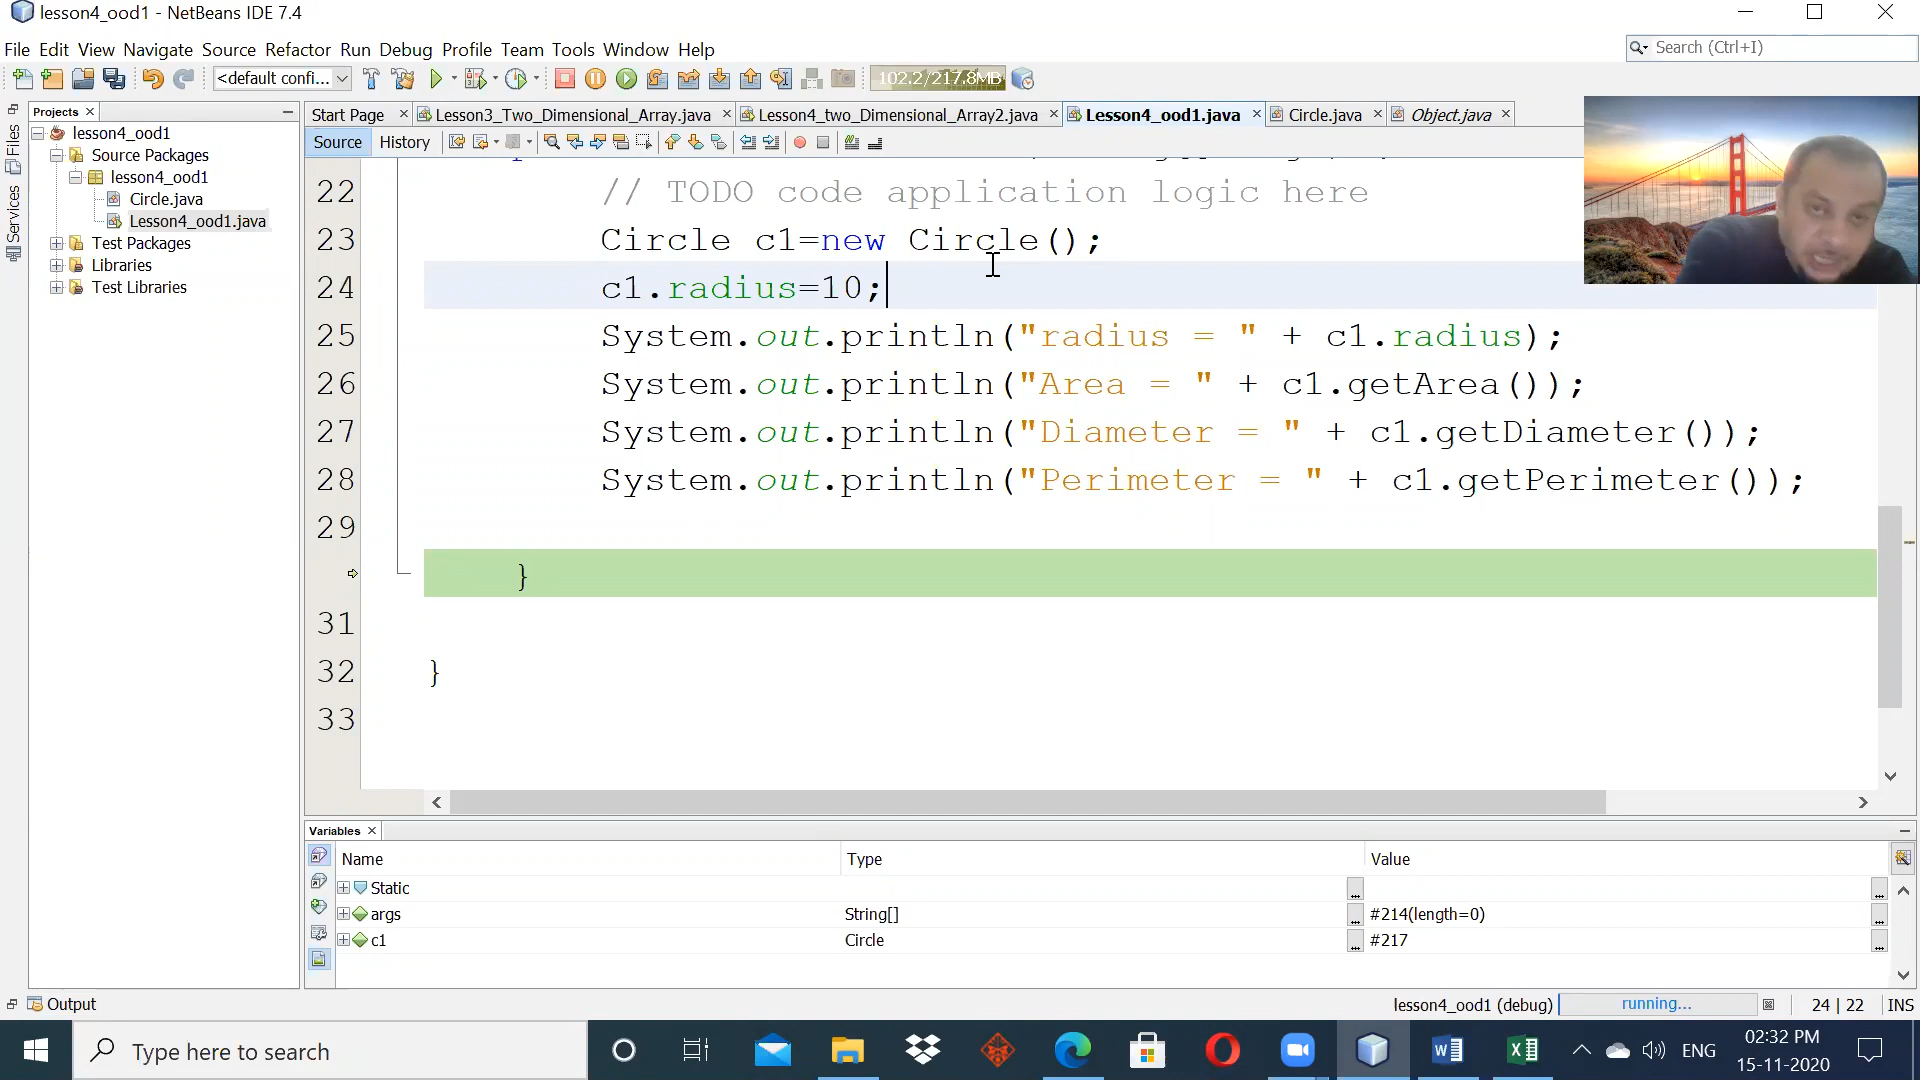 lesson4_ood1 - NetBeans IDE 7.4
File Edit View Navigate Source Refactor Run Debug Profile Team Tools Window Help
Search (Ctrl+I)
<default confi...
102.2/217.8MB
Projects
Files
Services
lesson4_ood1
Source Packages
lesson4_ood1
Circle.java
Lesson4_ood1.java
Test Packages
Libraries
Test Libraries
Start Page Lesson3_Two_Dimensional_Array.java Lesson4_two_Dimensional_Array2.java Lesson4_ood1.java Circle.java Object.java
Source History
22 // TODO code application logic here
23 Circle c1=new Circle();
24 c1.radius=10;
25 System.out.println("radius = " + c1.radius);
26 System.out.println("Area = " + c1.getArea());
27 System.out.println("Diameter = " + c1.getDiameter());
28 System.out.println("Perimeter = " + c1.getPerimeter());
29
}
31
32 }
33
Variables
Name Type Value
Static
args String[] #214(length=0)
c1 Circle #217
Output
lesson4_ood1 (debug) running... 24 | 22 INS
Type here to search
ENG
02:32 PM
15-11-2020